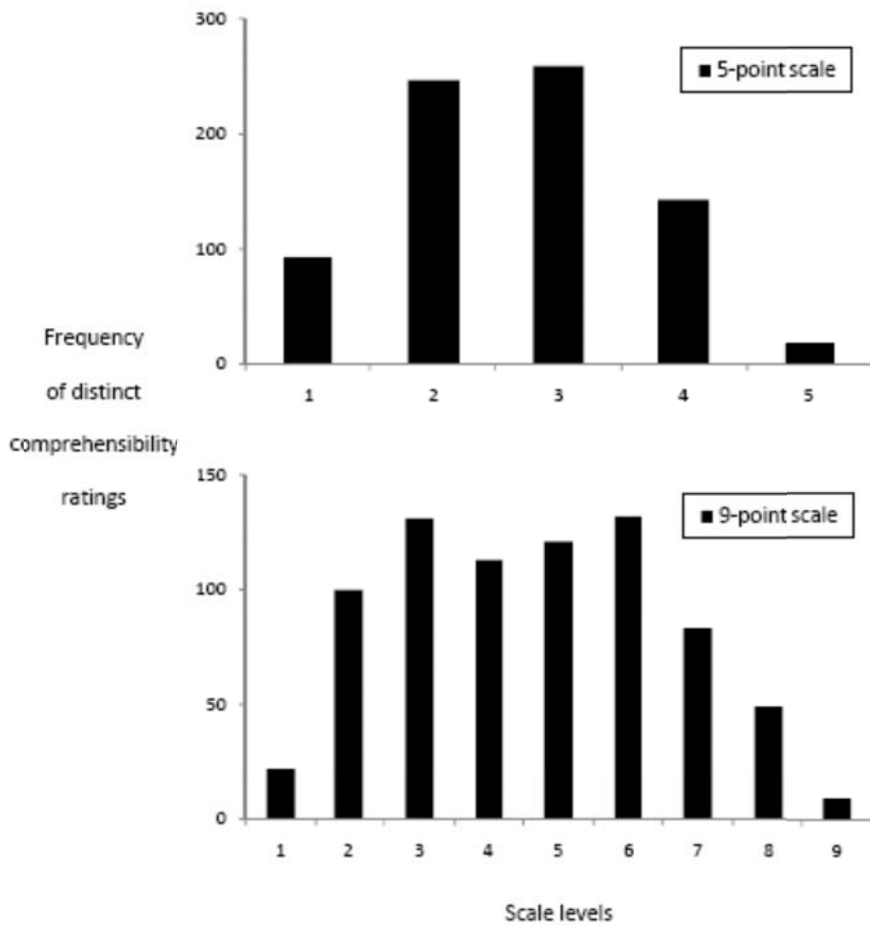 300
5-point scale
200
100
0
1 2 3 4 5
Frequency
of distinct
comprehensibility
ratings
150
9-point scale
100
50
0
1 2 3 4 5 6 7 8 9
Scale levels